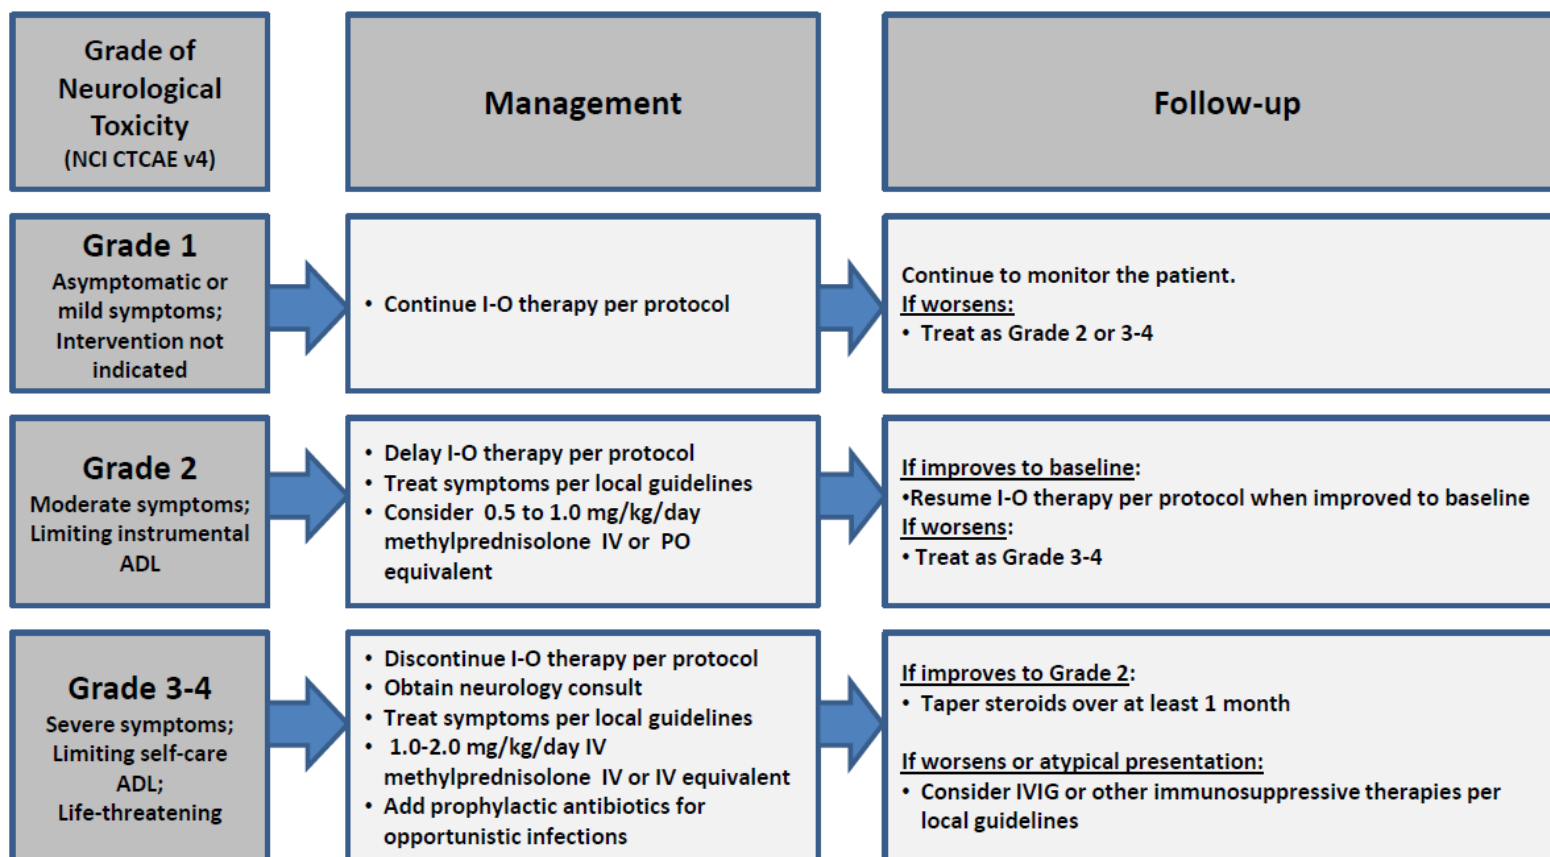 Grade of
Neurological
Toxicity
(NCI CTCAE v4)
Management
Follow-up
Grade 1
Asymptomatic or
mild symptoms;
Intervention not
indicated
• Continue I-O therapy per protocol
Continue to monitor the patient.
If worsens:
• Treat as Grade 2 or 3-4
Grade 2
Moderate symptoms;
Limiting instrumental
ADL
• Delay I-O therapy per protocol
• Treat symptoms per local guidelines
• Consider 0.5 to 1.0 mg/kg/day
methylprednisolone IV or PO
equivalent
If improves to baseline:
•Resume I-O therapy per protocol when improved to baseline
If worsens:
• Treat as Grade 3-4
Grade 3-4
Severe symptoms;
Limiting self-care
ADL;
Life-threatening
• Discontinue I-O therapy per protocol
• Obtain neurology consult
• Treat symptoms per local guidelines
• 1.0-2.0 mg/kg/day IV
methylprednisolone IV or IV equivalent
• Add prophylactic antibiotics for
opportunistic infections
If improves to Grade 2:
• Taper steroids over at least 1 month
If worsens or atypical presentation:
• Consider IVIG or other immunosuppressive therapies per
local guidelines